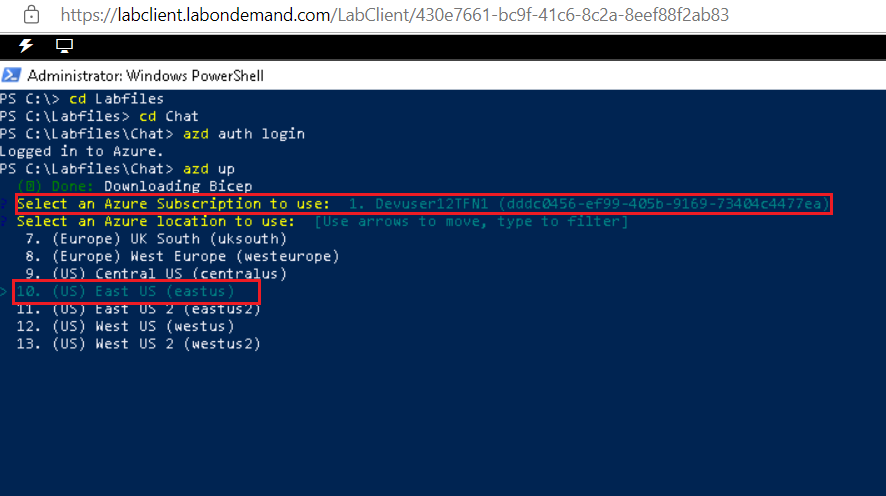 https://labclient.labondemand.com/LabClient/430e7661-bc9f-41c6-8c2a-8eef88f2ab83
Administrator: Windows PowerShell
PS C:\> cd Labfiles
PS C:\Labfiles> cd Chat
PS C:\Labfiles\Chat> azd auth login
Logged in to Azure.
PS C:\Labfiles\Chat> azd up
Done: Downloading Bicep
? Select an Azure Subscription to use: 1. Devuser12TFN1 (dddc0456-ef99-405b-9169-73404c4477ea)
? Select an Azure location to use: [Use arrows to move, type to filter]
7. (Europe) UK South (uksouth)
8. (Europe) West Europe (westeurope)
9. (US) Central US (centralus)
> 10. (US) East US (eastus)
11. (US) East US 2 (eastus2)
12. (US) West US (westus)
13. (US) West US 2 (westus2)